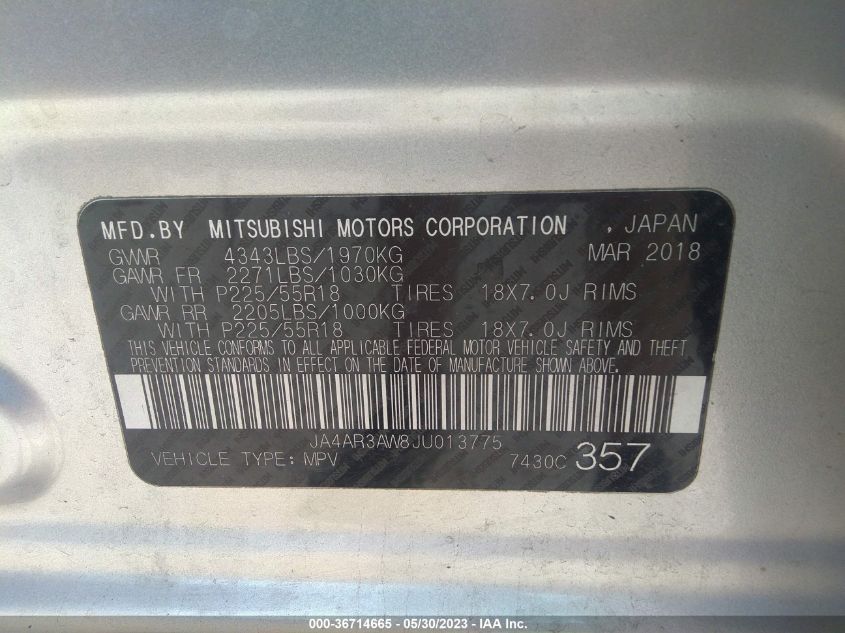 MFD.BY MITSUBISHI MOTORS CORPORATION , JAPAN
GVWR 4343LBS/1970KG MAR 2018
GAWR FR 2271LBS/1030KG
WITH P225/55R18 TIRES 18X7.0J RIMS
GAWR RR 2205LBS/1000KG
WITH P225/55R18 TIRES 18X7.0J RIMS
THIS VEHICLE CONFORMS TO ALL APPLICABLE FEDERAL MOTOR VEHICLE SAFETY AND THEFT
PREVENTION STANDARDS IN EFFECT ON THE DATE OF MANUFACTURE SHOWN ABOVE.
JA4AR3AW8JU013775
VEHICLE TYPE: MPV 7430C 357
000-36714665 - 05/30/2023 - IAA Inc.